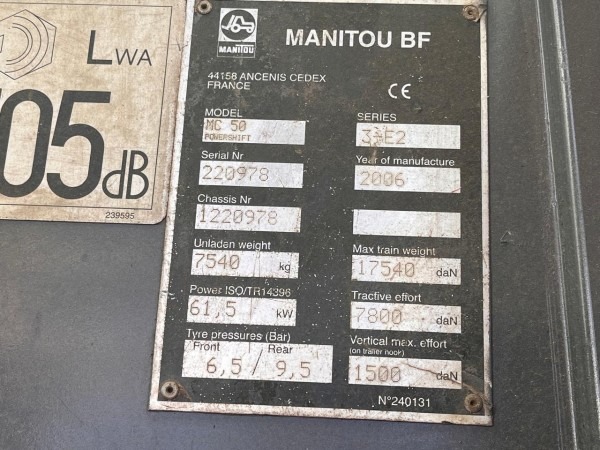 LWA
105 dB
239595
MANITOU
MANITOU BF
44158 ANCENIS CEDEX
FRANCE
CE
MODEL
MC 50
POWERSHIFT
SERIES
E2
Serial Nr
220978
Year of manufacture
2006
Chassis Nr
1220978
Unladen weight
7540 kg
Max train weight
17540 daN
Power ISO/TR14396
61,5 kW
Tractive effort
7800 daN
Tyre pressures (Bar)
Front Rear
6,5 / 9,5
Vertical max. effort
(on trailer hook)
1500 daN
N°240131